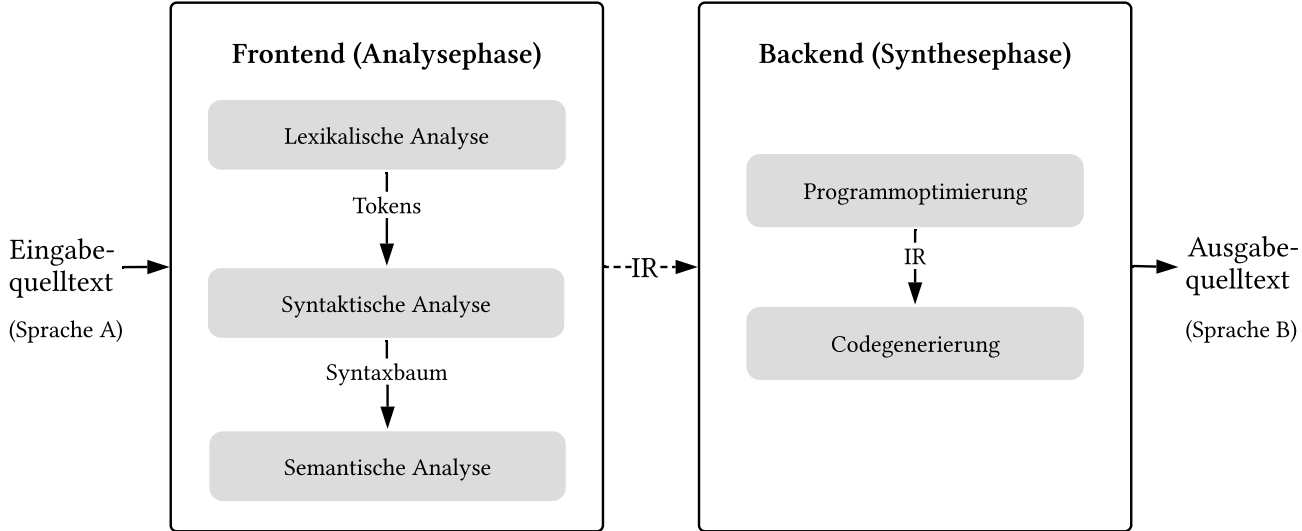 Eingabe-
quelltext
(Sprache A)
Frontend (Analysephase)
Lexikalische Analyse
Tokens
Syntaktische Analyse
Syntaxbaum
Semantische Analyse
IR
Backend (Synthesephase)
Programmoptimierung
IR
Codegenerierung
Ausgabe-
quelltext
(Sprache B)